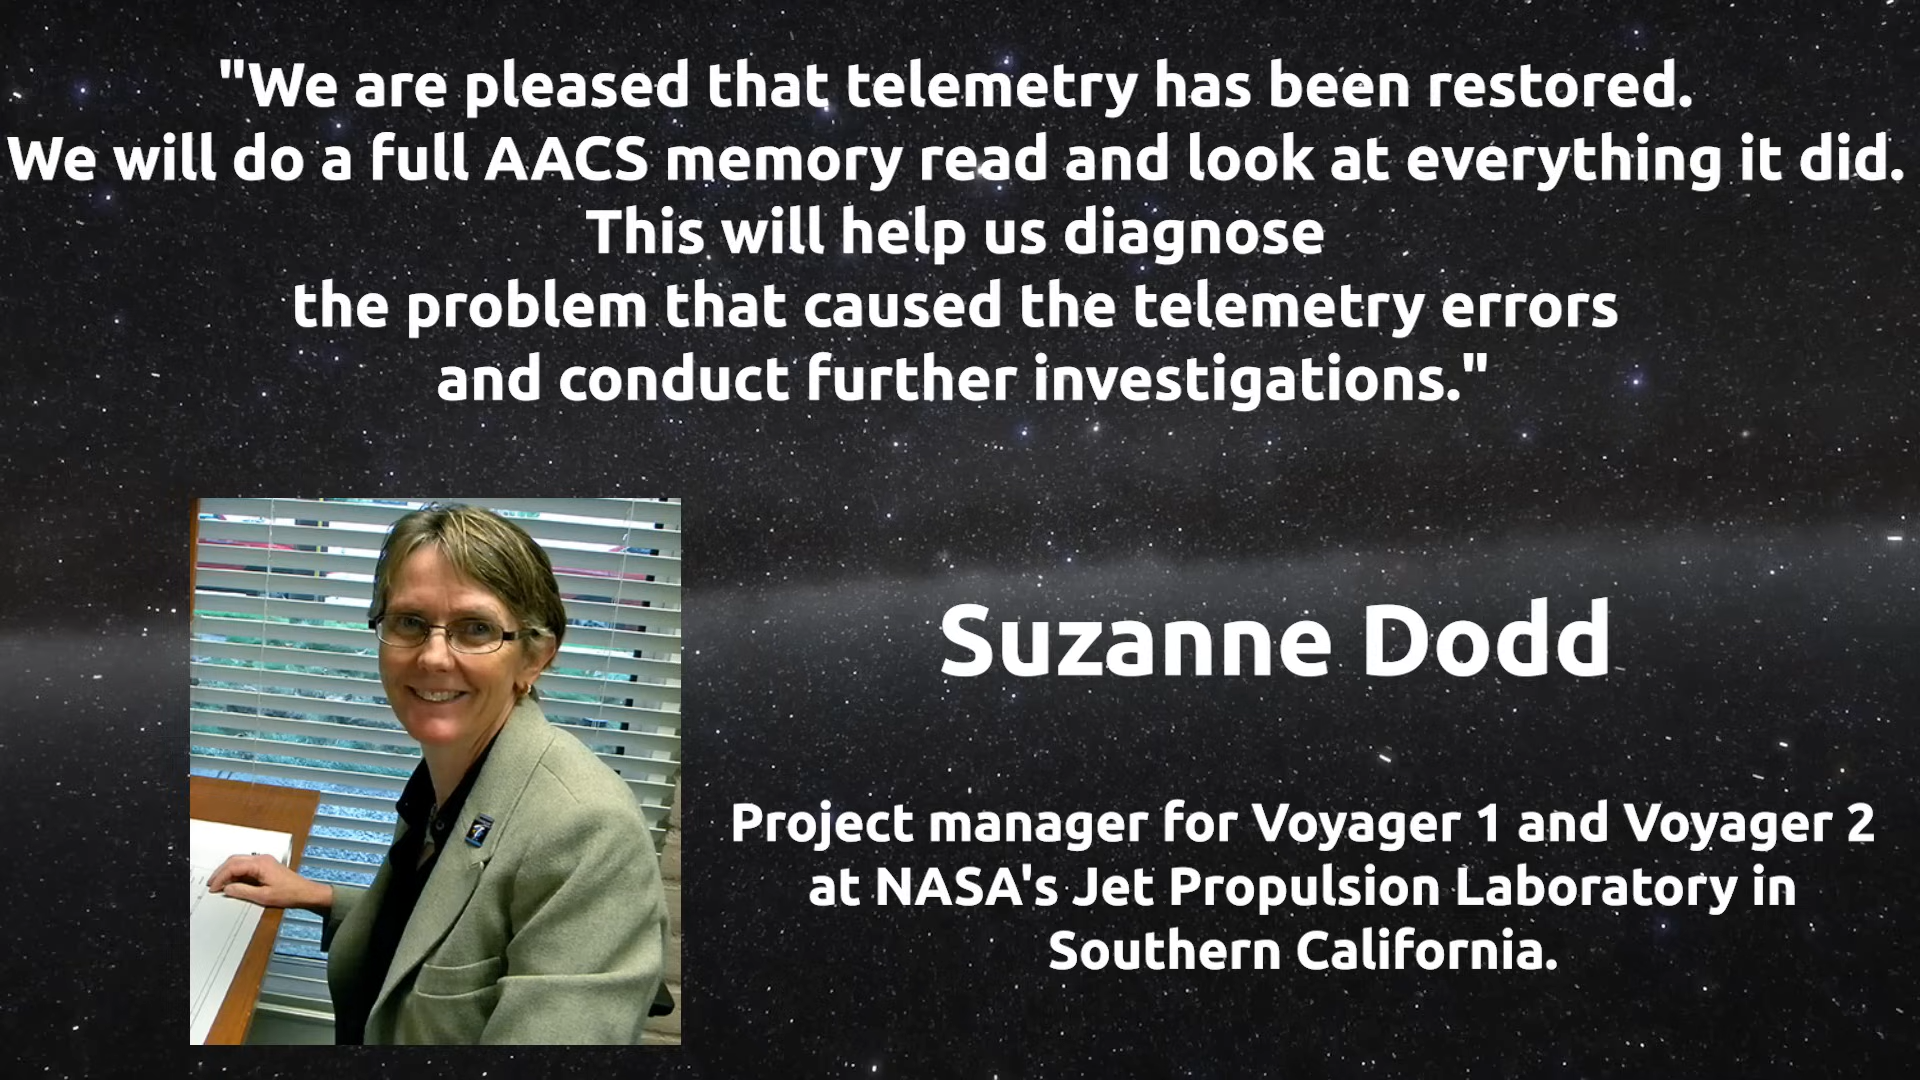 "We are pleased that telemetry has been restored.
We will do a full AACS memory read and look at everything it did.
This will help us diagnose
the problem that caused the telemetry errors
and conduct further investigations."
Suzanne Dodd
Project manager for Voyager 1 and Voyager 2
at NASA's Jet Propulsion Laboratory in
Southern California.